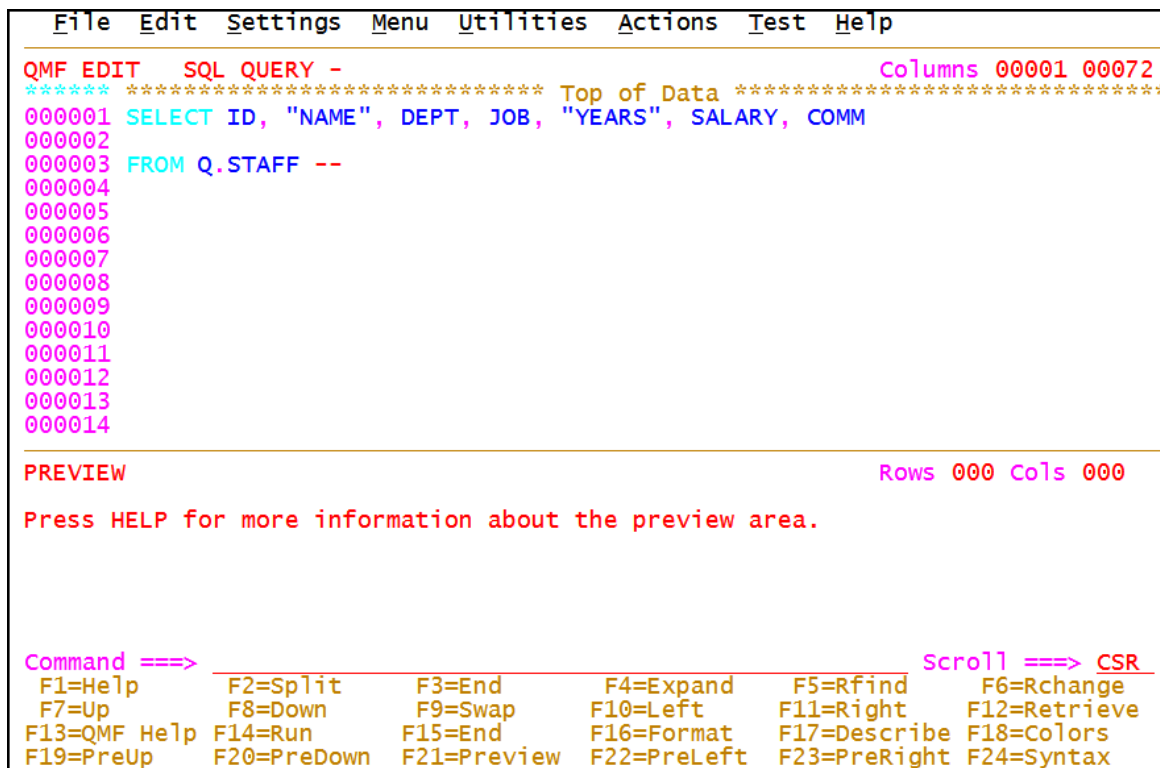 File Edit Settings Menu Utilities Actions Test Help
QMF EDIT SQL QUERY - Columns 00001 00072
****** ***************************** Top of Data ******************************
000001 SELECT ID, "NAME", DEPT, JOB, "YEARS", SALARY, COMM
000002
000003 FROM Q.STAFF --
000004
000005
000006
000007
000008
000009
000010
000011
000012
000013
000014
PREVIEW Rows 000 Cols 000
Press HELP for more information about the preview area.
Command ===> Scroll ===> CSR
F1=Help F2=Split F3=End F4=Expand F5=Rfind F6=Rchange
F7=Up F8=Down F9=Swap F10=Left F11=Right F12=Retrieve
F13=QMF Help F14=Run F15=End F16=Format F17=Describe F18=Colors
F19=PreUp F20=PreDown F21=Preview F22=PreLeft F23=PreRight F24=Syntax